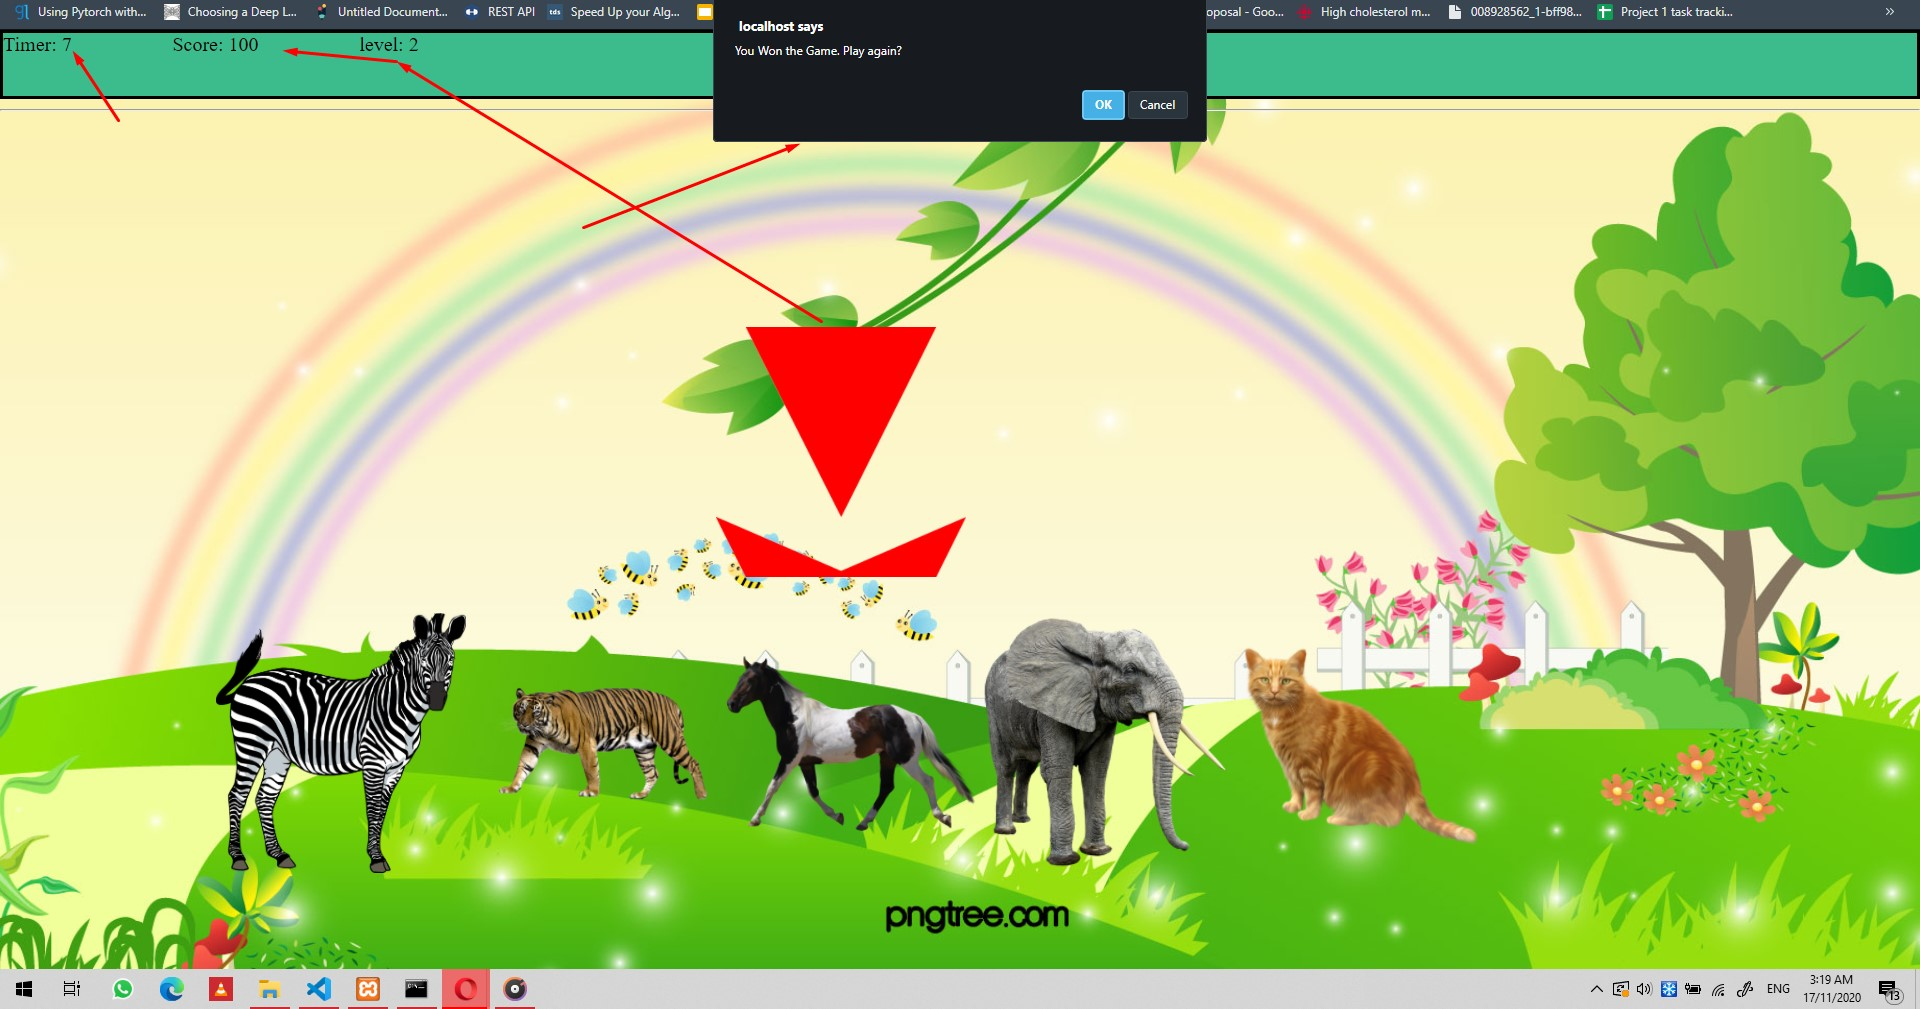 Using Pytorch with...
Choosing a Deep L...
Untitled Document...
REST API
tds
Speed Up your Alg...
oposal - Goo...
High cholesterol m...
008928562_1-bff98...
Project 1 task tracki...
»
localhost says
You Won the Game. Play again?
OK
Cancel
Timer: 7
Score: 100
level: 2
pngtree.com
ENG
3:19 AM
17/11/2020
13